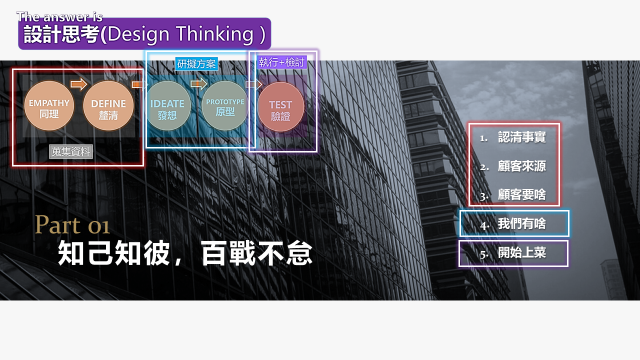 The answer is
設計思考(Design Thinking )
研擬方案
執行+檢討
EMPATHY
同理
DEFINE
釐清
IDEATE
發想
PROTOTYPE
原型
TEST
驗證
蒐集資料
1. 認清事實
2. 顧客來源
3. 顧客要啥
4. 我們有啥
5. 開始上菜
Part 01
知己知彼，百戰不怠